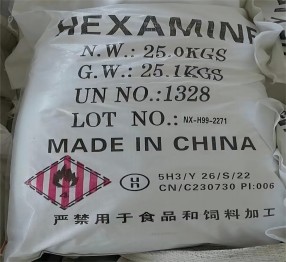 HEXAMINE
N.W.: 25.0KGS
G.W.: 25.1KGS
UN NO.:1328
LOT NO.: NX-H99-2271
MADE IN CHINA
5H3/Y 26/S/22
CN/C230730 PI:006
严禁用于食品和饲料加工